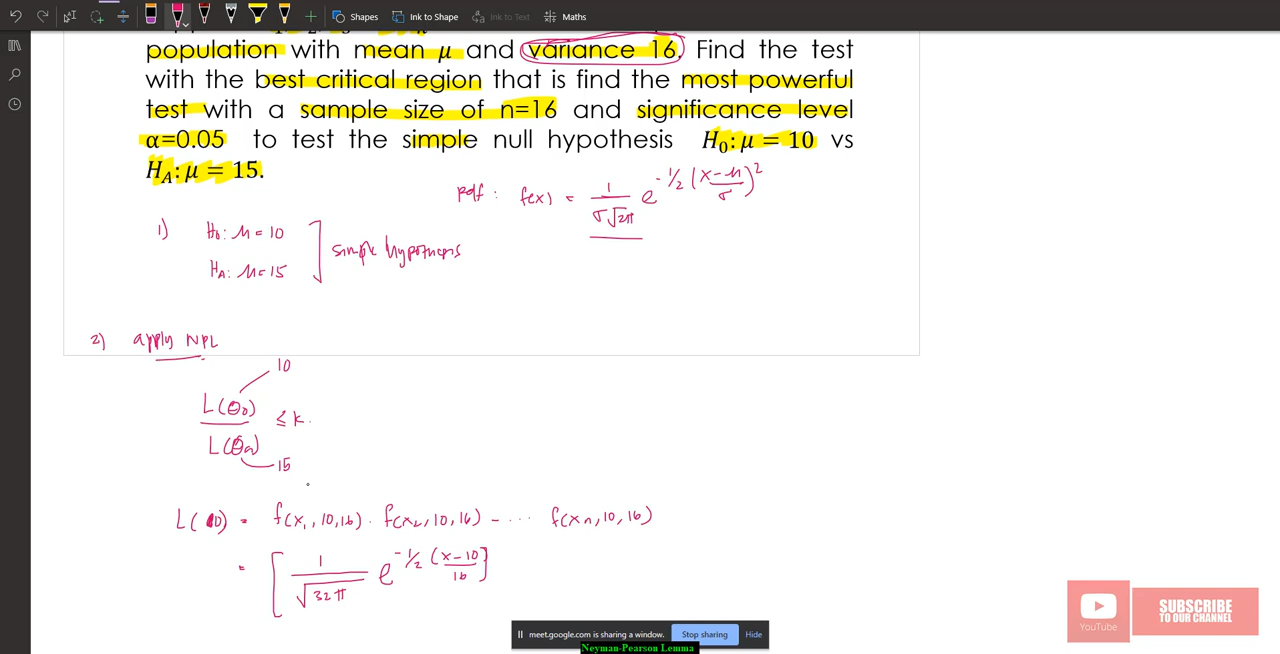 Shapes Ink to Shape Ink to Text Maths
population with mean μ and variance 16. Find the test
with the best critical region that is find the most powerful
test with a sample size of n=16 and significance level
α=0.05 to test the simple null hypothesis H₀: μ = 10 vs
H_A: μ = 15.
pdf : f(x) = 1/(σ√2π) e^(-1/2 ((x-μ)/σ)²)
1) H₀: μ = 10
H_A: μ = 15
simple hypothesis
2) apply NPL
10
L(θ₀)/L(θₐ) ≤ k.
15
L(10) = f(x₁, 10, 16) · f(x₂, 10, 16) - ... f(xn, 10, 16)
= [ 1/√32π e^(-1/2 ((x-10)/16) ]
YouTube
SUBSCRIBE
TO OUR CHANNEL
meet.google.com is sharing a window. Stop sharing Hide
Neyman-Pearson Lemma